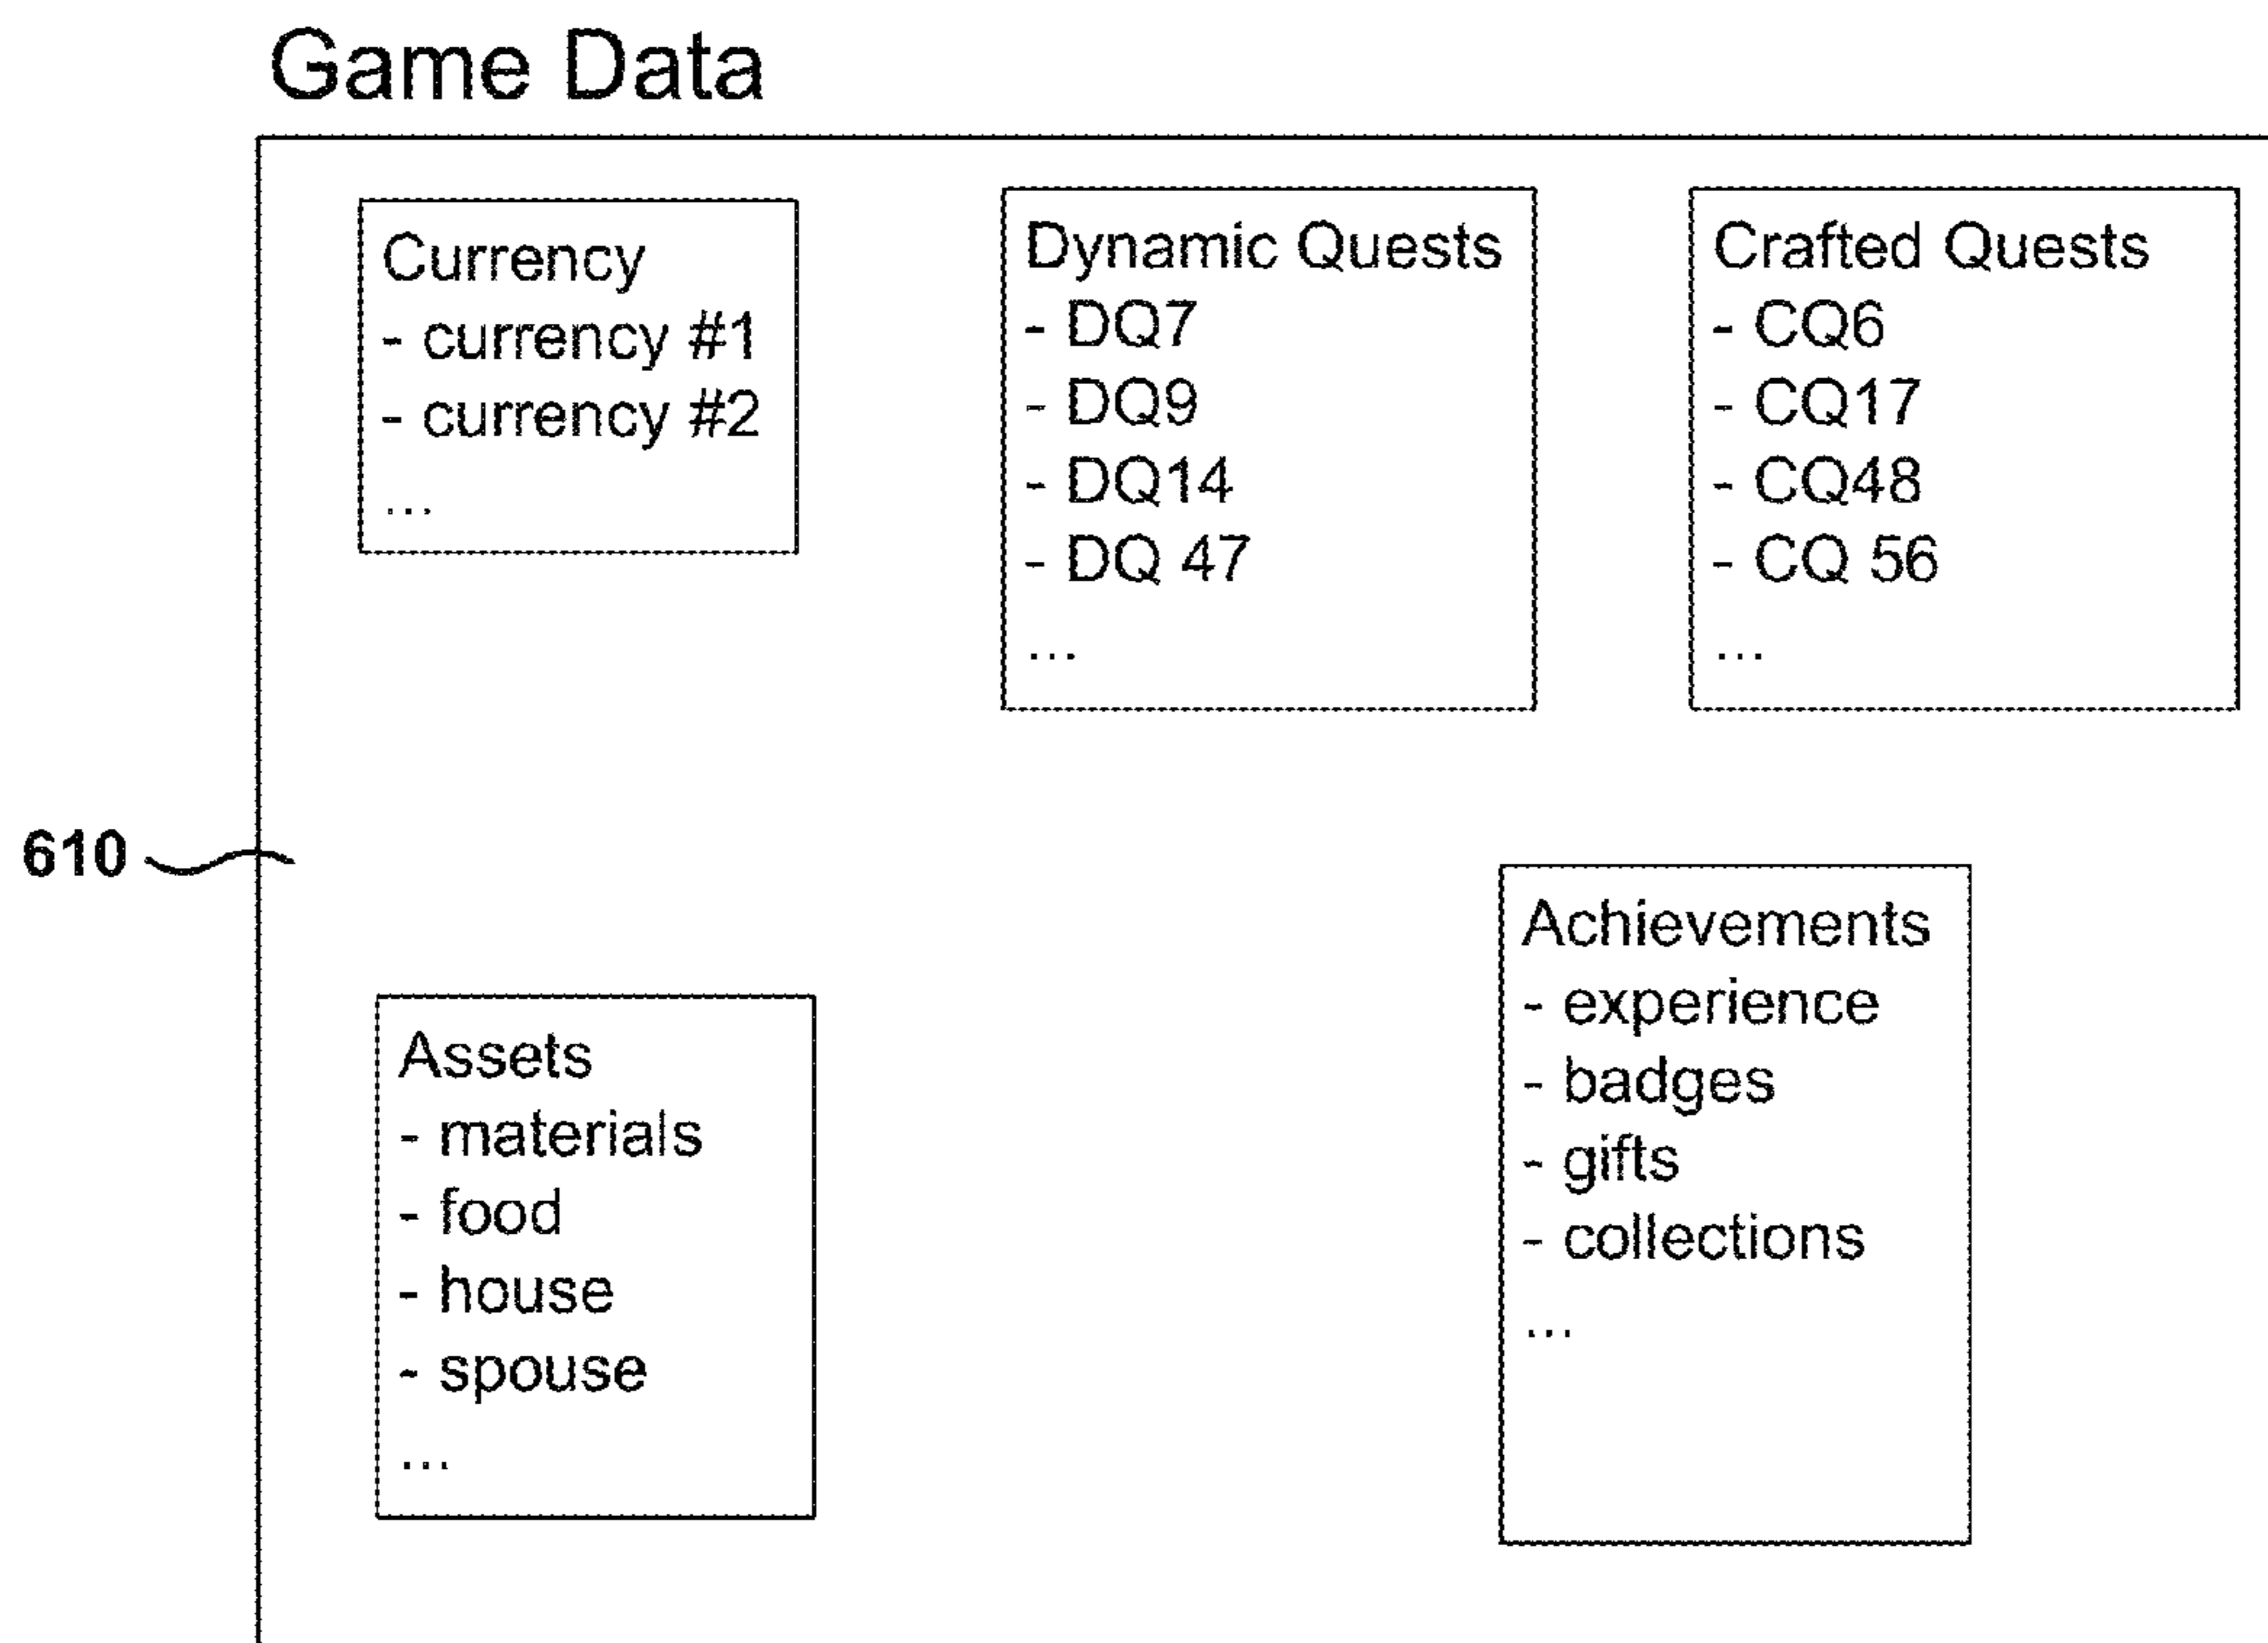 Game Data
Currency
- currency #1
- currency #2
...
Dynamic Quests
- DQ7
- DQ9
- DQ14
- DQ 47
...
Crafted Quests
- CQ6
- CQ17
- CQ48
- CQ 56
...
610
Assets
- materials
- food
- house
- spouse
...
Achievements
- experience
- badges
- gifts
- collections
...